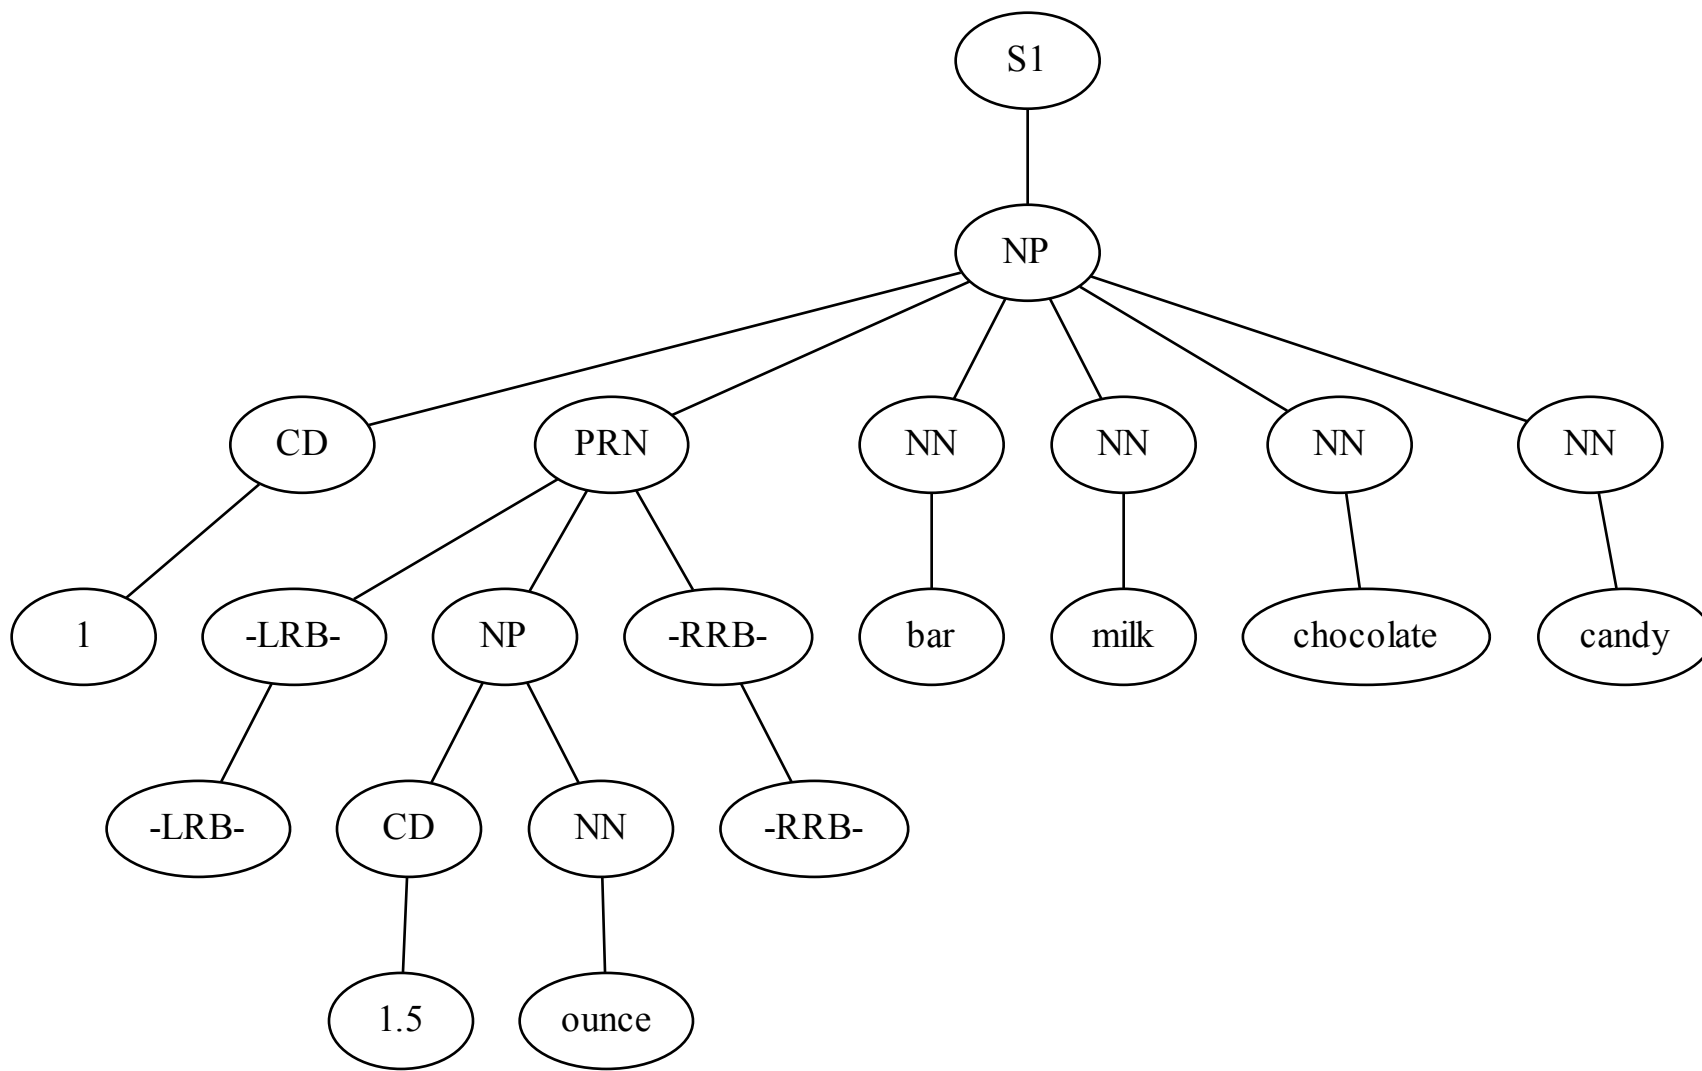 S1
NP
CD PRN NN NN NN NN
1 -LRB- NP -RRB- bar milk chocolate candy
-LRB- CD NN -RRB-
1.5 ounce